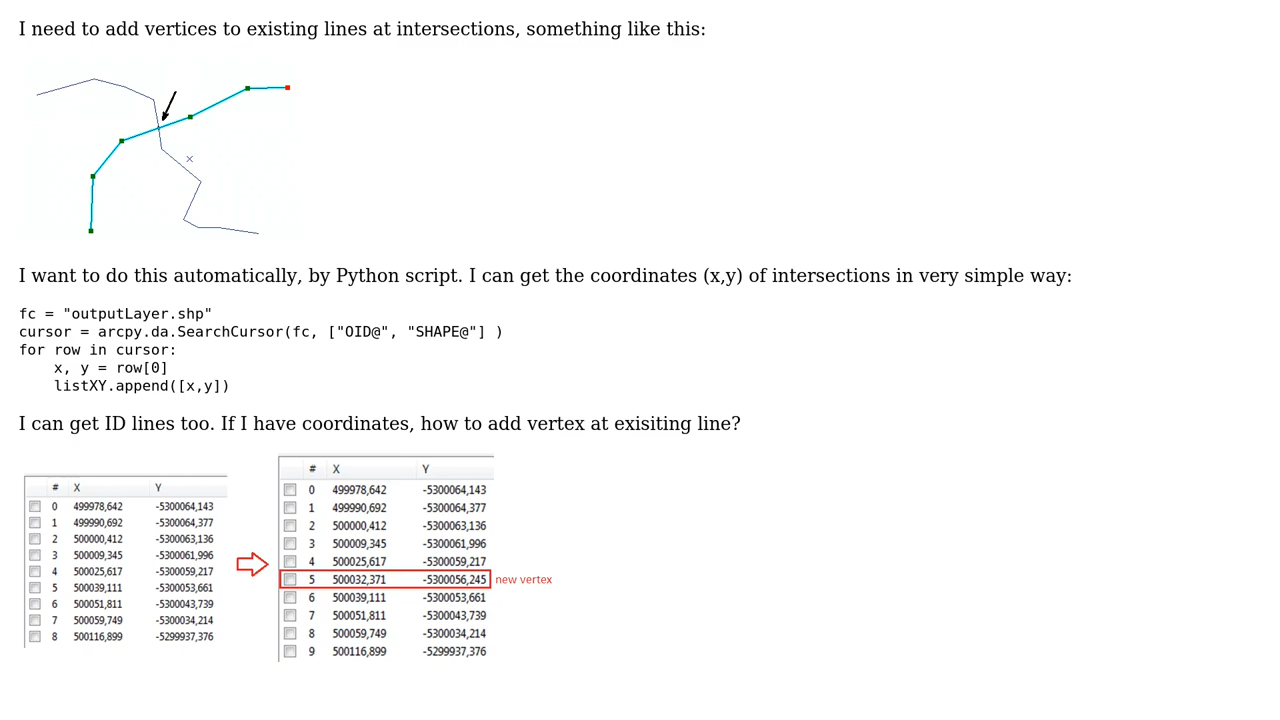 I need to add vertices to existing lines at intersections, something like this:
I want to do this automatically, by Python script. I can get the coordinates (x,y) of intersections in very simple way:
fc = "outputLayer.shp"
cursor = arcpy.da.SearchCursor(fc, ["OID@", "SHAPE@"] )
for row in cursor:
    x, y = row[0]
    listXY.append([x,y])
I can get ID lines too. If I have coordinates, how to add vertex at exisiting line?
# X Y
0 499978,642 -5300064,143
1 499990,692 -5300064,377
2 500000,412 -5300063,136
3 500009,345 -5300061,996
4 500025,617 -5300059,217
5 500039,111 -5300053,661
6 500051,811 -5300043,739
7 500059,749 -5300034,214
8 500116,899 -5299937,376
# X Y
0 499978,642 -5300064,143
1 499990,692 -5300064,377
2 500000,412 -5300063,136
3 500009,345 -5300061,996
4 500025,617 -5300059,217
5 500032,371 -5300056,245 new vertex
6 500039,111 -5300053,661
7 500051,811 -5300043,739
8 500059,749 -5300034,214
9 500116,899 -5299937,376